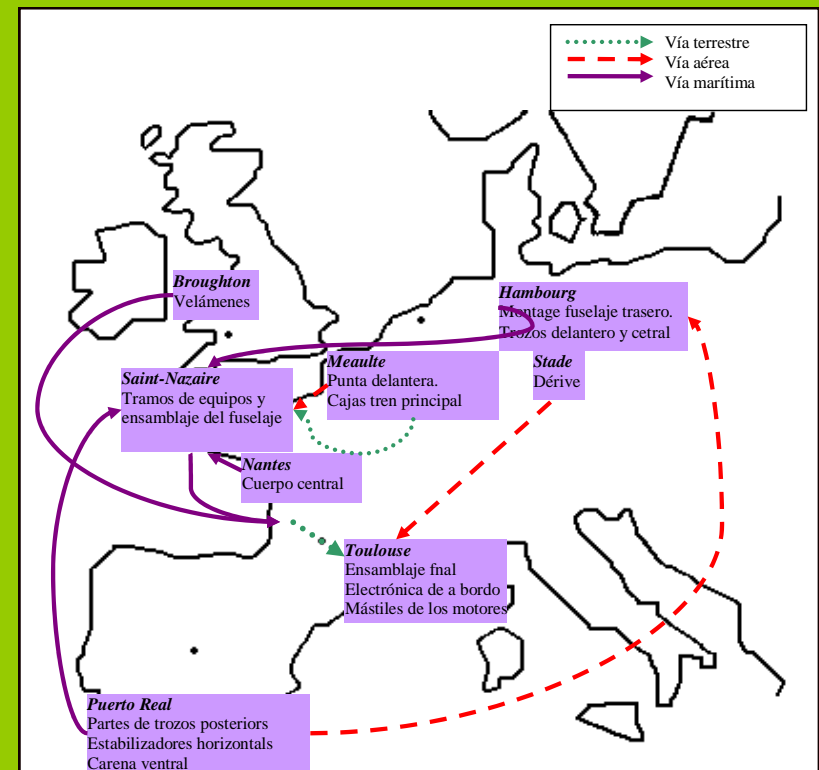 Vía terrestre
Vía aérea
Vía marítima
Broughton
Velámenes
Hambourg
Montage fuselaje trasero.
Trozos delantero y cetral
Stade
Dérive
Meaulte
Punta delantera.
Cajas tren principal
Saint-Nazaire
Tramos de equipos y
ensamblaje del fuselaje
Nantes
Cuerpo central
Toulouse
Ensamblaje fnal
Electrónica de a bordo
Mástiles de los motores
Puerto Real
Partes de trozos posteriors
Estabilizadores horizontals
Carena ventral